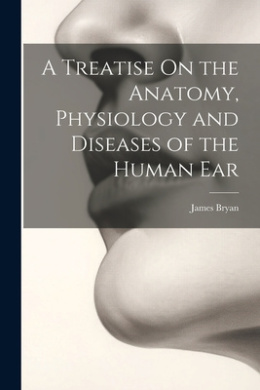 A Treatise On the
Anatomy,
Physiology and
Diseases of the
Human Ear
James Bryan